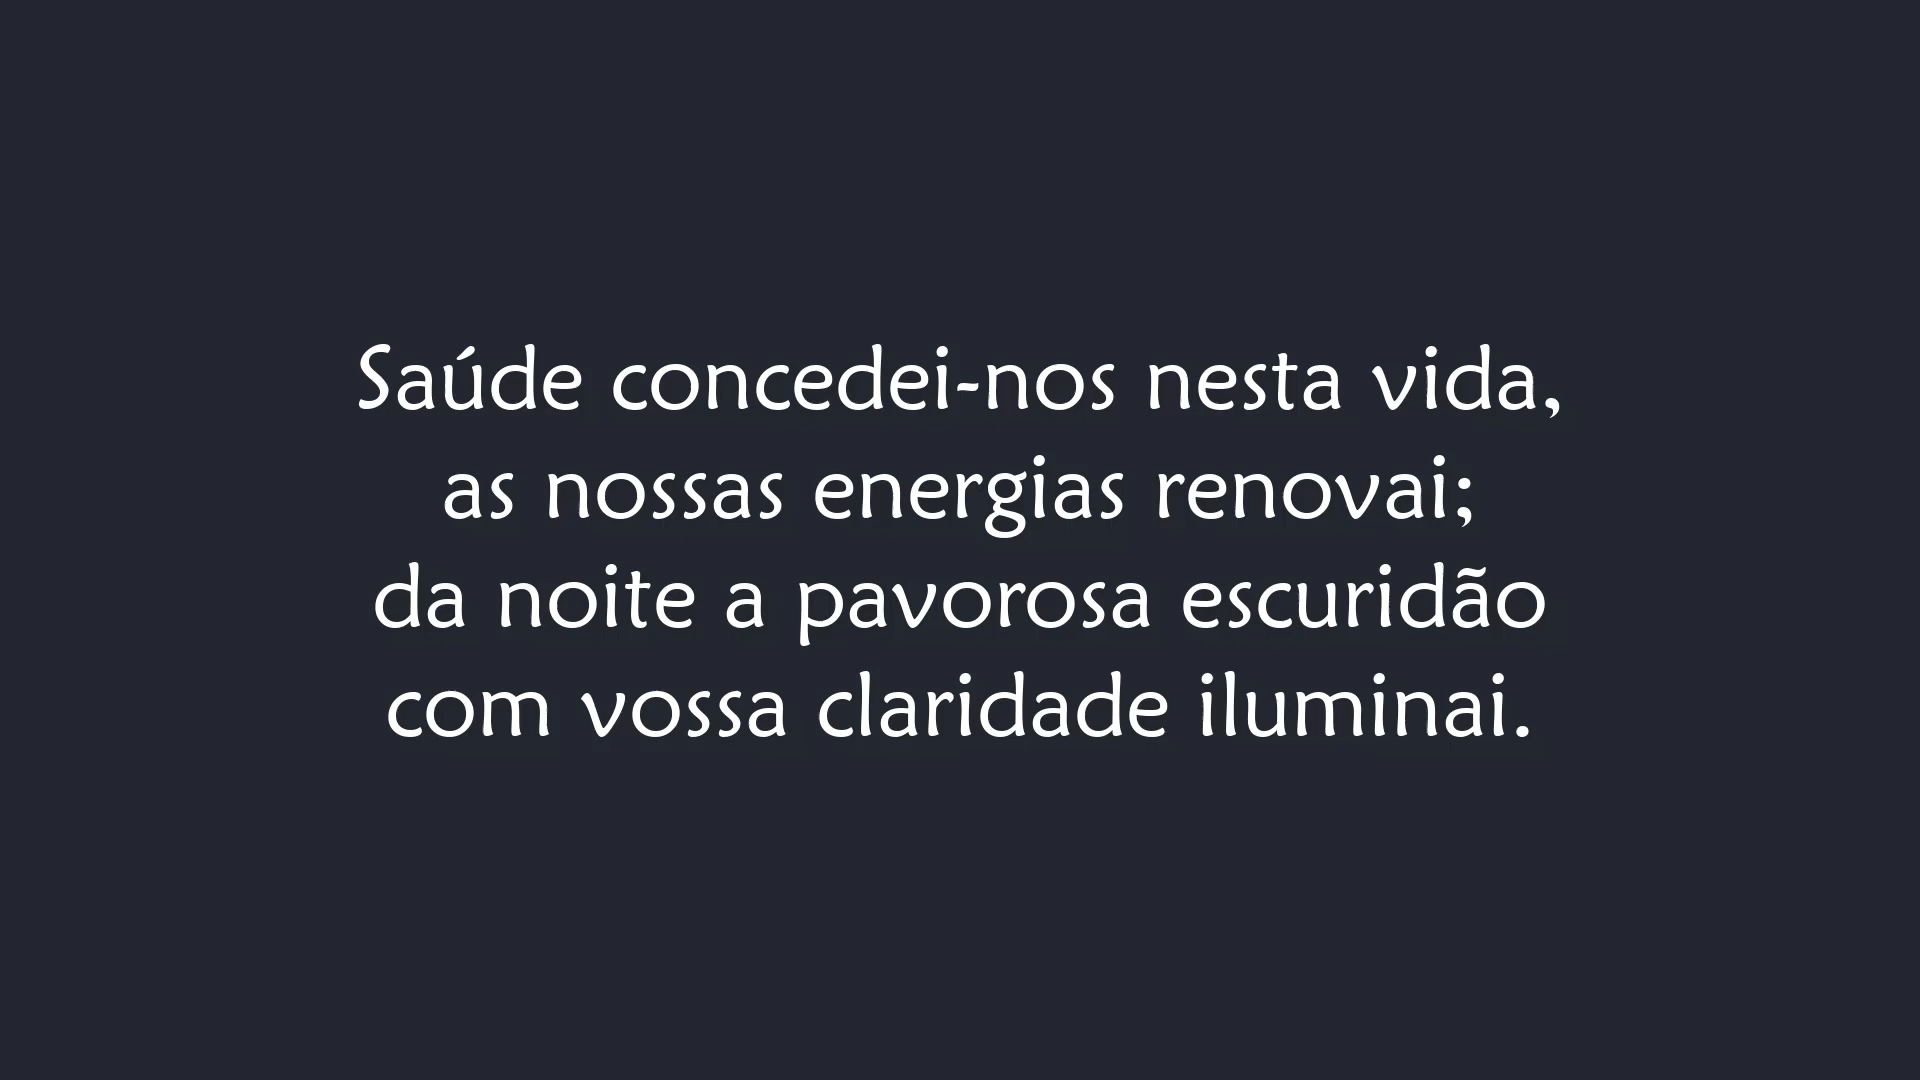 Saúde concedei-nos nesta vida,
as nossas energias renovai;
da noite a pavorosa escuridão
com vossa claridade iluminai.